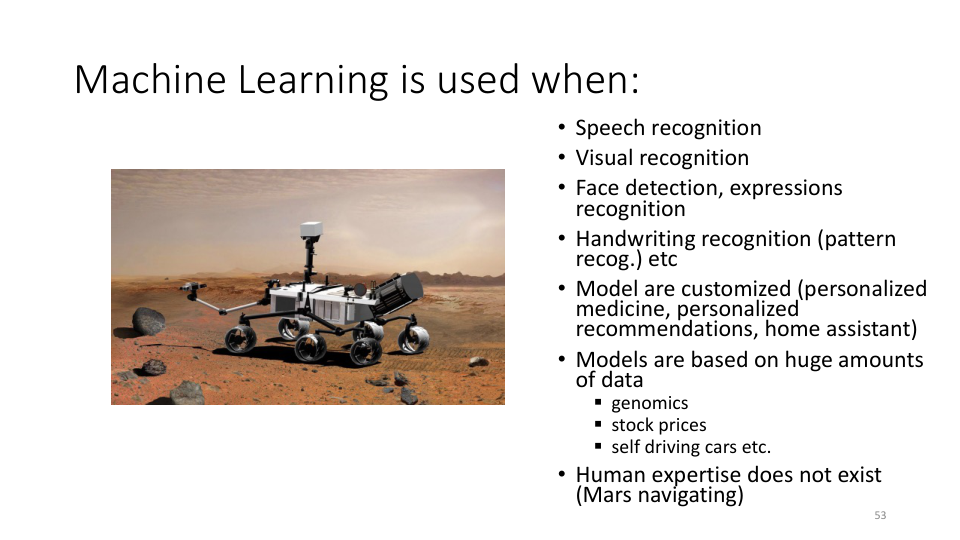 Machine Learning is used when:
• Speech recognition
• Visual recognition
• Face detection, expressions
recognition
• Handwriting recognition (pattern
recog.) etc
• Model are customized (personalized
medicine, personalized
recommendations, home assistant)
• Models are based on huge amounts
of data
▪ genomics
▪ stock prices
▪ self driving cars etc.
• Human expertise does not exist
(Mars navigating)
53